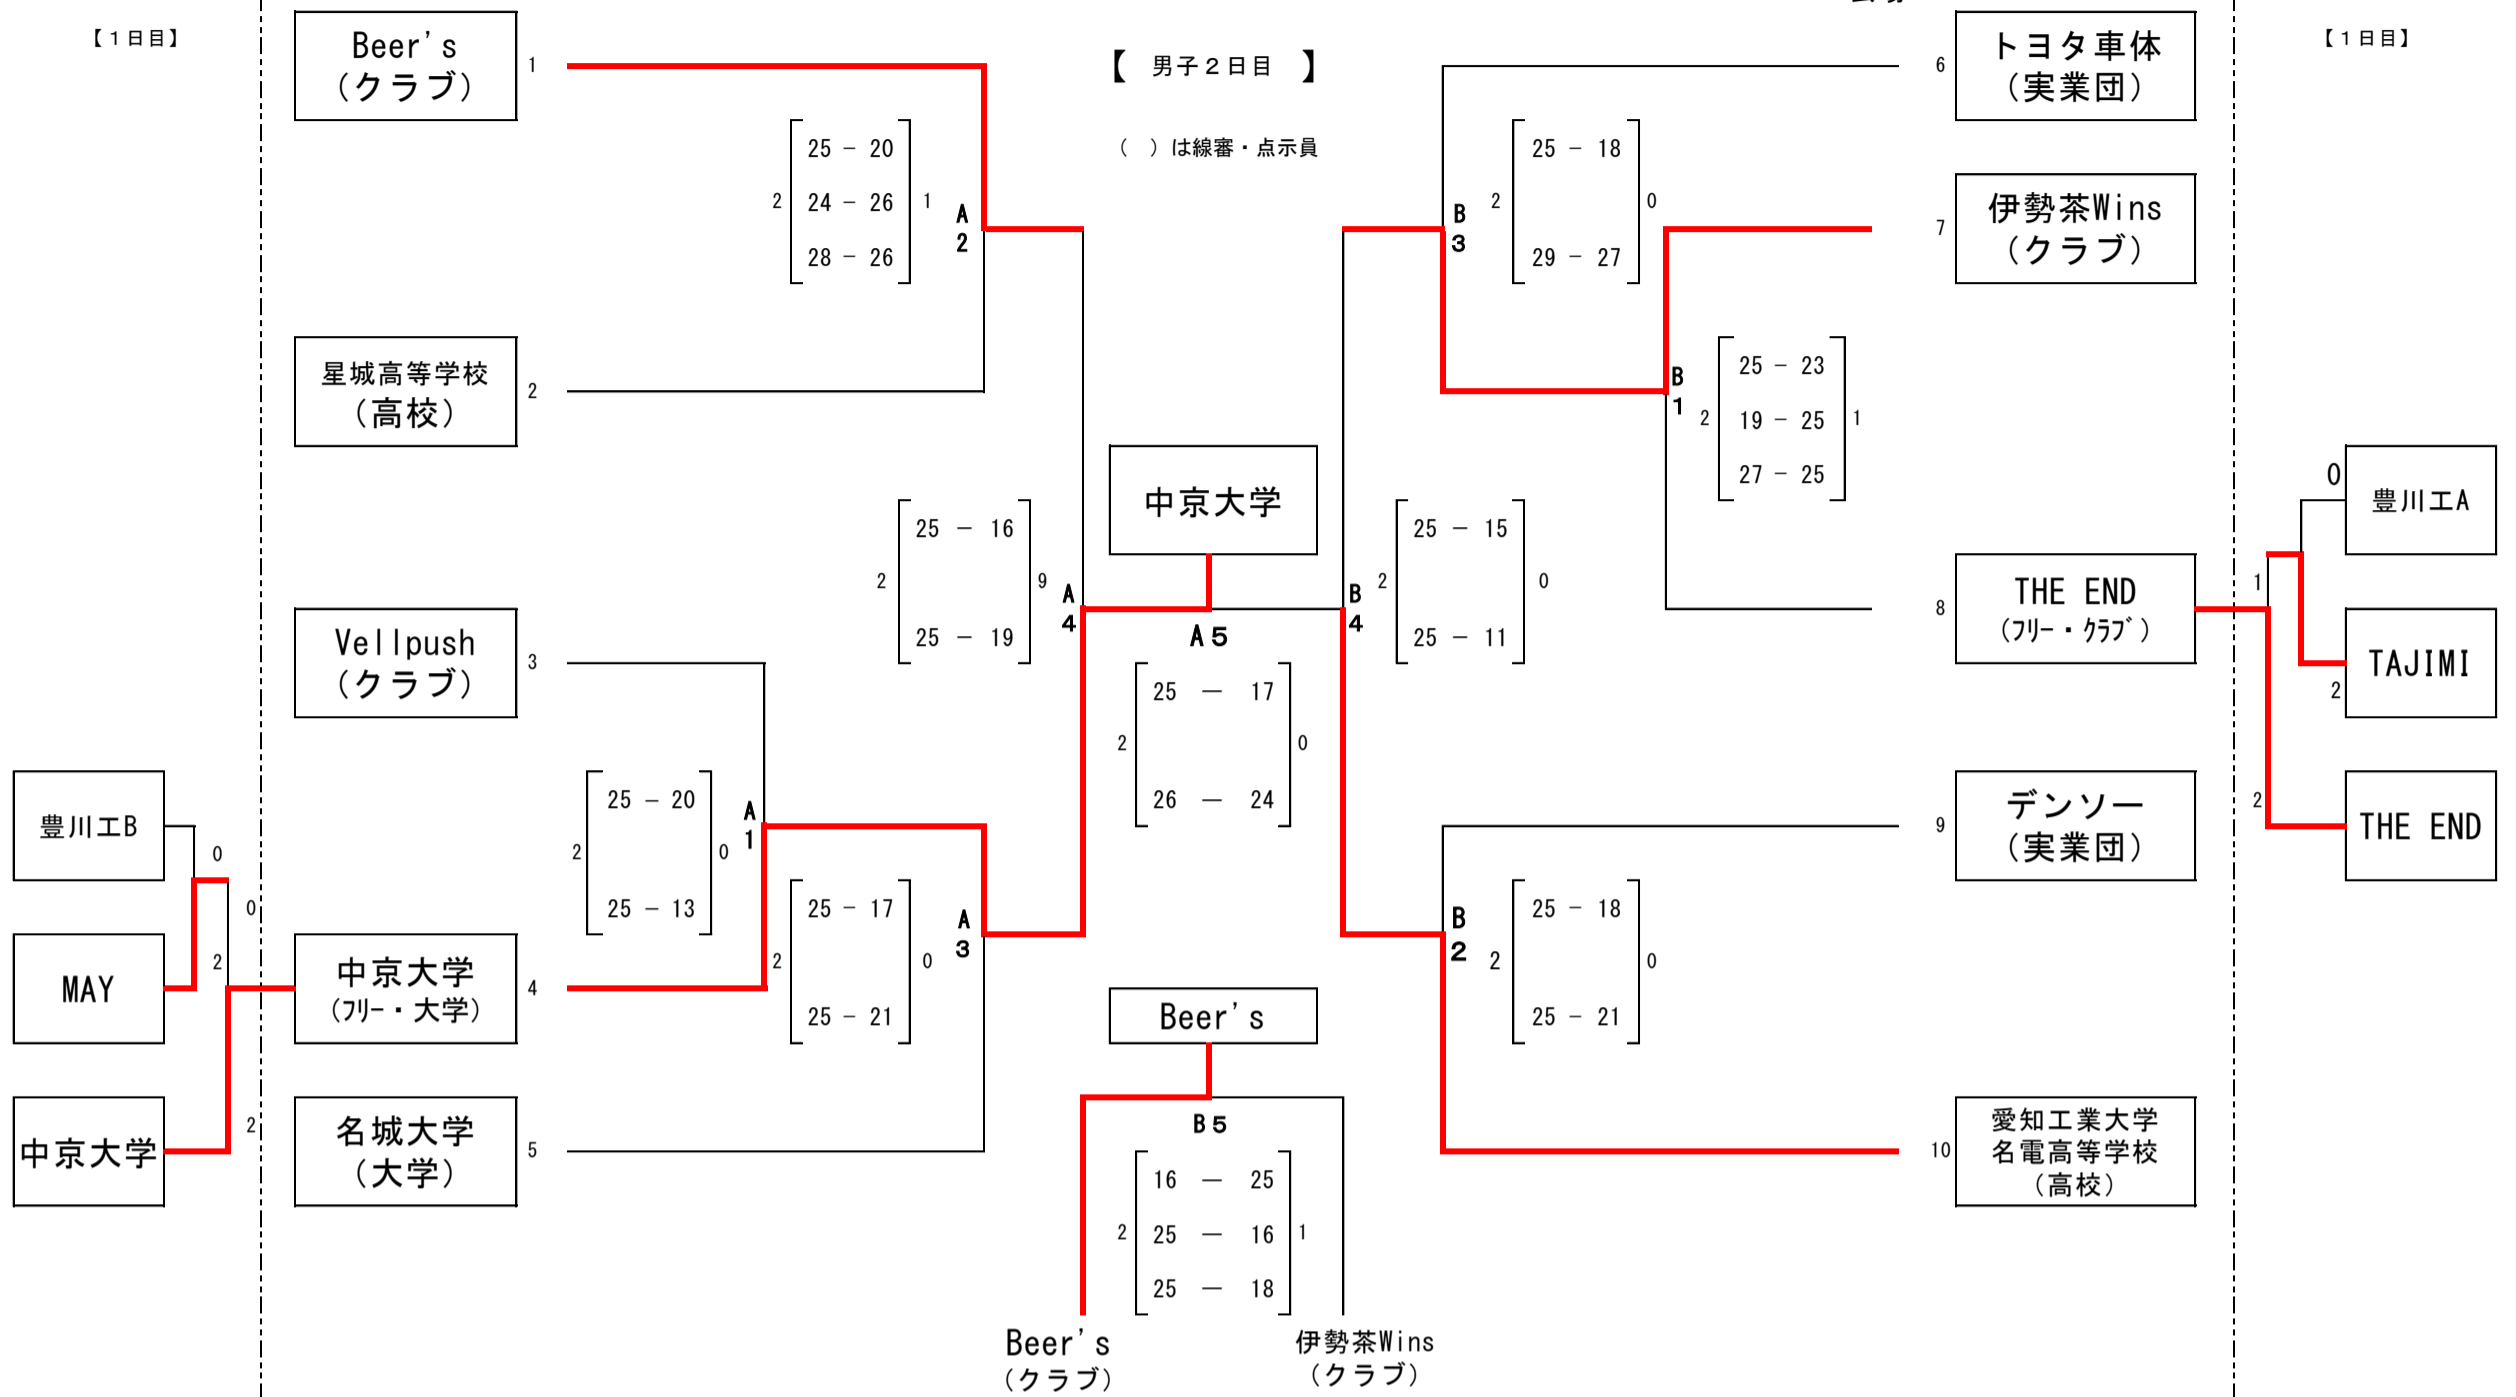 【１日目】
Beer's
(クラブ)
1
【　男子２日目　】
（　）は線審・点示員
6
トヨタ車体
(実業団)
【１日目】
2
25 － 20
24 － 26
28 － 26
1
A
2
B
3
2
25 － 18
29 － 27
0
7
伊勢茶Wins
(クラブ)
星城高等学校
(高校)
2
B
1
2
25 － 23
19 － 25
27 － 25
1
中京大学
2
25 － 16
25 － 19
9
A
4
B
4
2
25 － 15
25 － 11
0
0
豊川工A
Vellpush
(クラブ)
3
A5
2
25 － 17
26 － 24
0
8
THE END
(ﾌﾘｰ・ｸﾗﾌﾞ)
1
2
TAJIMI
2
THE END
豊川工B
0
0
2
25 － 20
25 － 13
0
A
1
9
デンソー
(実業団)
MAY
2
中京大学
(ﾌﾘｰ・大学)
4
2
25 － 17
25 － 21
0
A
3
B
2
2
25 － 18
25 － 21
0
Beer's
中京大学
2
名城大学
(大学)
5
B5
2
16 － 25
25 － 16
25 － 18
1
10
愛知工業大学
名電高等学校
(高校)
Beer's
(クラブ)
伊勢茶Wins
(クラブ)